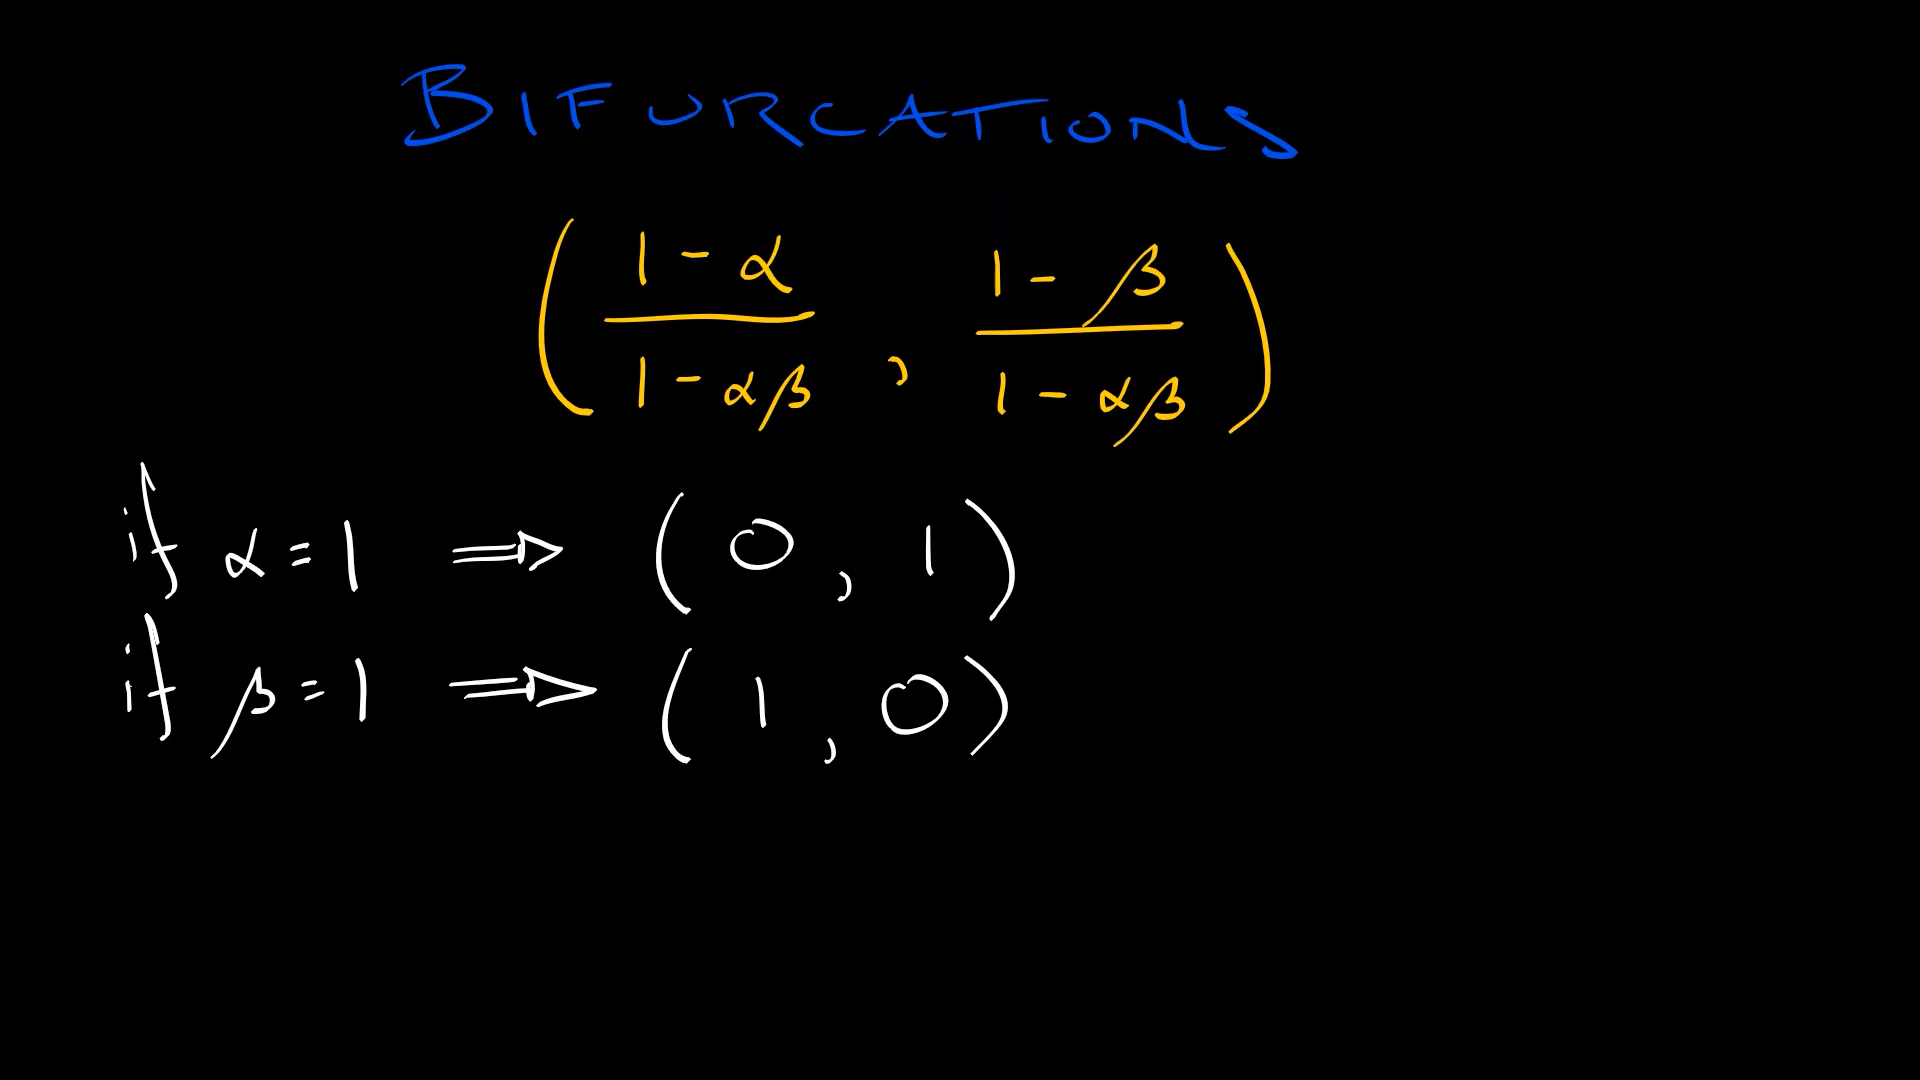 BIFURCATIONS
( (1 - α)/(1 - αβ) , (1 - β)/(1 - αβ) )
if α = 1 ⟹ ( 0 , 1 )
if β = 1 ⟹ ( 1 , 0 )